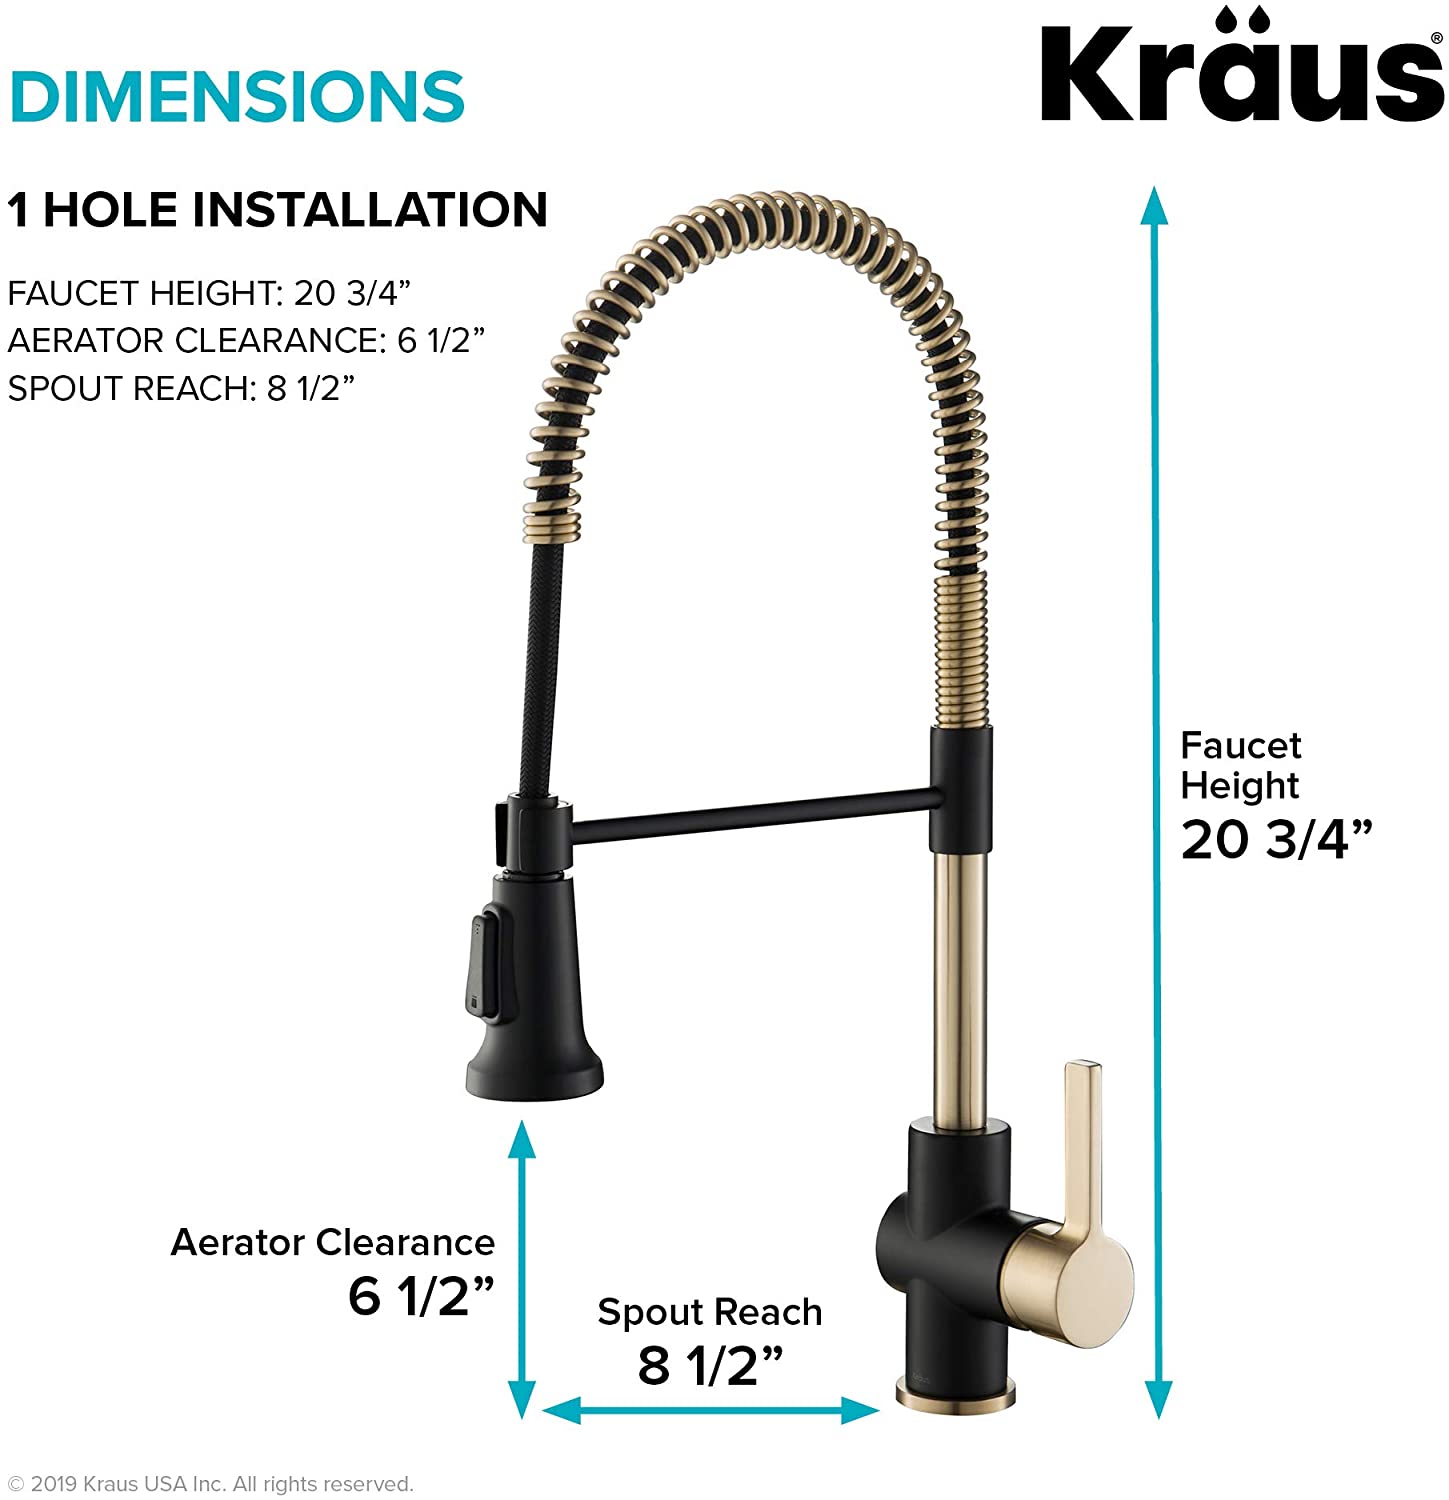 Kräus®
DIMENSIONS
1 HOLE INSTALLATION
FAUCET HEIGHT: 20 3/4”
AERATOR CLEARANCE: 6 1/2”
SPOUT REACH: 8 1/2”
Faucet
Height
20 3/4”
Aerator Clearance
6 1/2”
Spout Reach
8 1/2”
kräus
© 2019 Kraus USA Inc. All rights reserved.